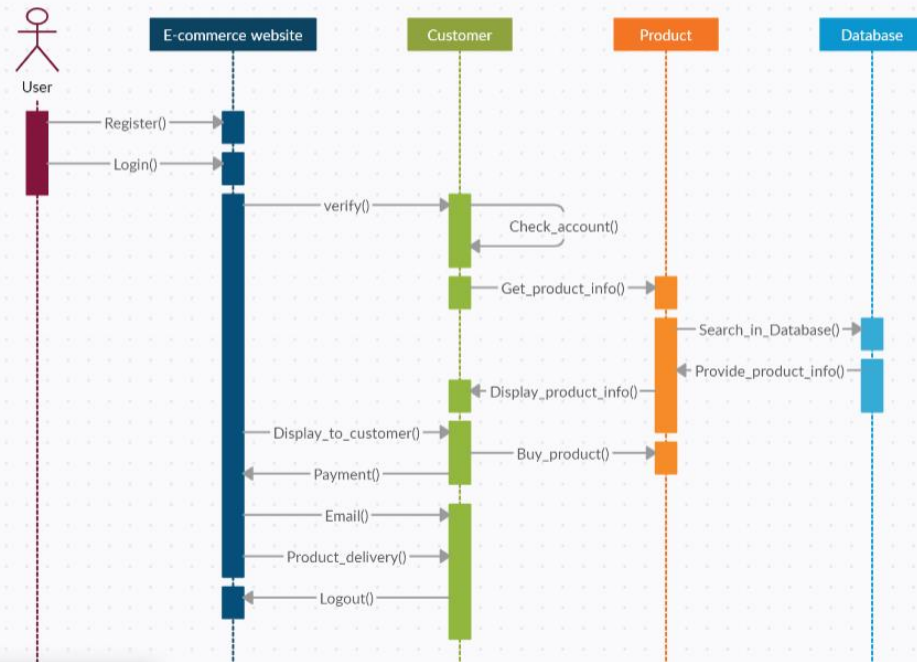 E-commerce website
Customer
Product
Database
User
Register()
Login()
verify()
Check_account()
Get_product_info()
Search_in_Database()
Provide_product_info()
Display_product_info()
Display_to_customer()
Buy_product()
Payment()
Email()
Product_delivery()
Logout()